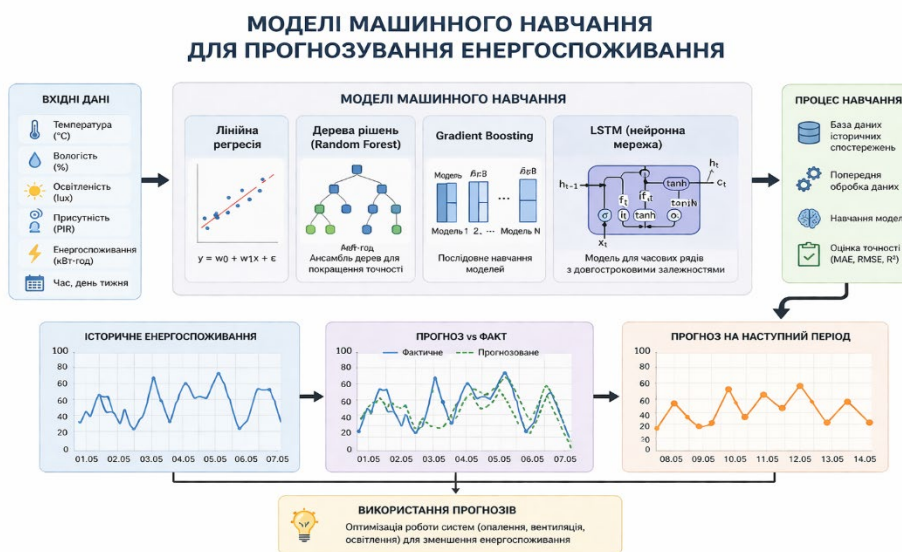 МОДЕЛІ МАШИННОГО НАВЧАННЯ
ДЛЯ ПРОГНОЗУВАННЯ ЕНЕРГОСПОЖИВАННЯ
ВХІДНІ ДАНІ
Температура
(°C)
Вологість
(%)
Освітленість
(lux)
Присутність
(PIR)
Енергоспоживання
(кВт-год)
Час, день тижня
МОДЕЛІ МАШИННОГО НАВЧАННЯ
Лінійна
регресія
y = w0 + w1x + ϵ
Дерева рішень
(Random Forest)
Ансамбль дерев для
покращення точності
Gradient Boosting
Модель
Модель 1 2. ... Модель N
Послідовне навчання
моделей
LSTM (нейронна
мережа)
ht-1
ht
ct
tanh
ft
it
tanh
σ
xt
Модель для часових рядів
з довгостроковими залежностями
ПРОЦЕС НАВЧАННЯ
База даних
історичних
спостережень
Попередня
обробка даних
Навчання
Оцінка точності
(MAE, RMSE, R²)
ІСТОРИЧНЕ ЕНЕРГОСПОЖИВАННЯ
100
80
60
40
20
0
01.05 02.05 03.05 04.05 05.05 06.05 07.05
ПРОГНОЗ vs ФАКТ
Фактичне Прогнозоване
100
80
60
40
20
0
01.05 02.05 03.05 04.05 05.05 06.05 07.05
ПРОГНОЗ НА НАСТУПНИЙ ПЕРІОД
100
80
60
40
20
0
08.05 09.05 10.05 11.05 12.05 13.05 14.05
ВИКОРИСТАННЯ ПРОГНОЗІВ
Оптимізація роботи систем (опалення, вентиляція,
освітлення) для зменшення енергоспоживання